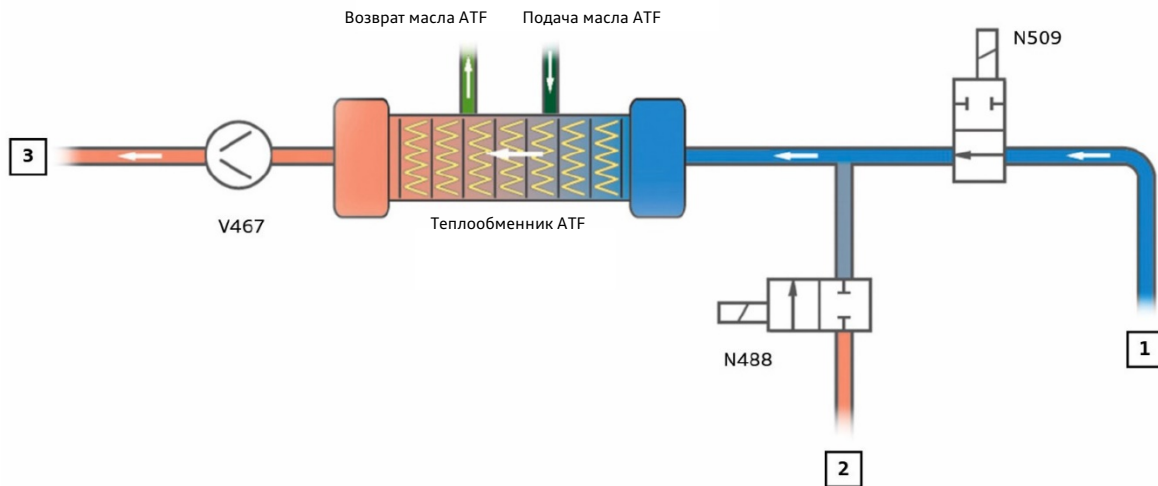 Возврат масла ATF
Подача масла ATF
N509
3
V467
Теплообменник ATF
N488
1
2